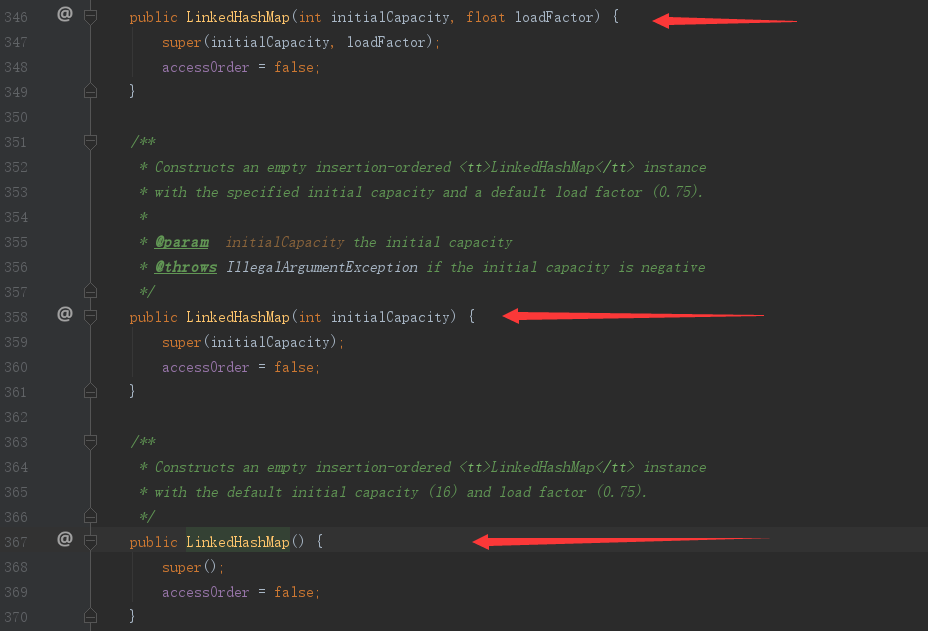 346 @ public LinkedHashMap(int initialCapacity, float loadFactor) {
347 super(initialCapacity, loadFactor);
348 accessOrder = false;
349 }
350
351 /**
352 * Constructs an empty insertion-ordered <tt>LinkedHashMap</tt> instance
353 * with the specified initial capacity and a default load factor (0.75).
354 *
355 * @param  initialCapacity the initial capacity
356 * @throws IllegalArgumentException if the initial capacity is negative
357 */
358 @ public LinkedHashMap(int initialCapacity) {
359 super(initialCapacity);
360 accessOrder = false;
361 }
362
363 /**
364 * Constructs an empty insertion-ordered <tt>LinkedHashMap</tt> instance
365 * with the default initial capacity (16) and load factor (0.75).
366 */
367 @ public LinkedHashMap() {
368 super();
369 accessOrder = false;
370 }